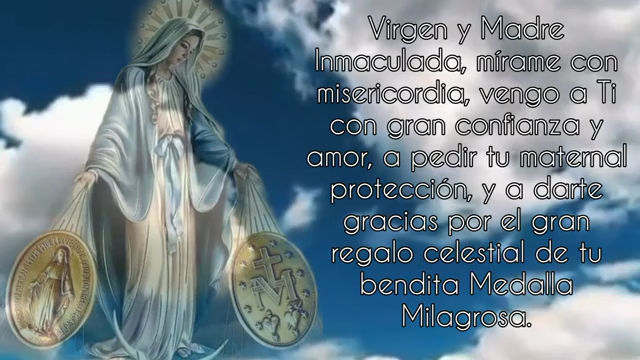 Virgen y Madre
Inmaculada, mírame con
misericordia, vengo a Ti
con gran confianza y
amor, a pedir tu maternal
protección, y a darte
gracias por el gran
regalo celestial de tu
bendita Medalla
Milagrosa.